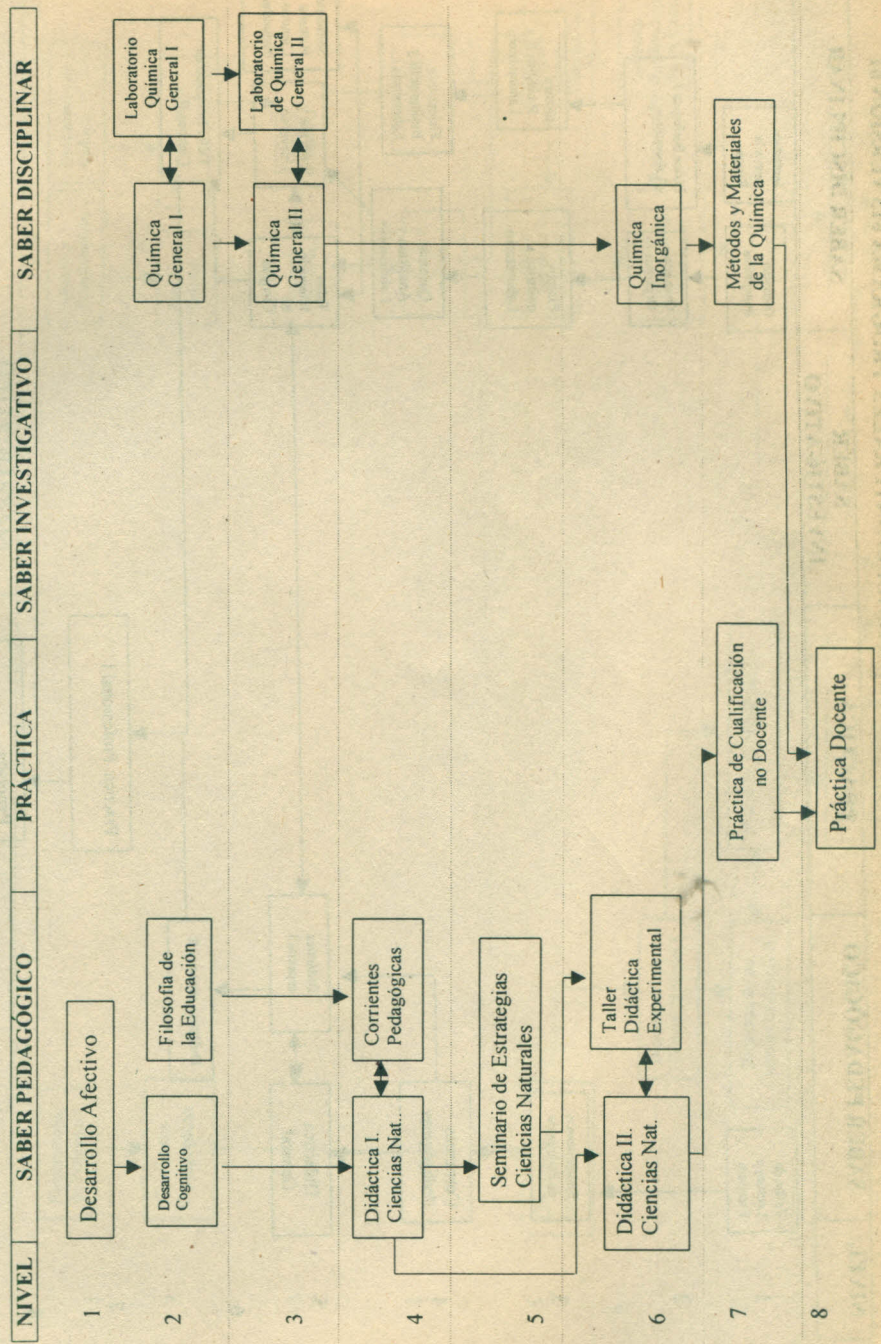 NIVEL
SABER PEDAGÓGICO
PRÁCTICA
SABER INVESTIGATIVO
SABER DISCIPLINAR
1
Desarrollo Afectivo
2
Desarrollo
Cognitivo
Filosofía de
la Educación
Química
General I
Laboratorio
Química
General I
3
Química
General II
Laboratorio
de Química
General II
4
Didáctica I.
Ciencias Nat..
Corrientes
Pedagógicas
5
Seminario de Estrategias
Ciencias Naturales
6
Didáctica II.
Ciencias Nat.
Taller
Didáctica
Experimental
Química
Inorgánica
7
Práctica de Cualificación
no Docente
Métodos y Materiales
de la Química
8
Práctica Docente